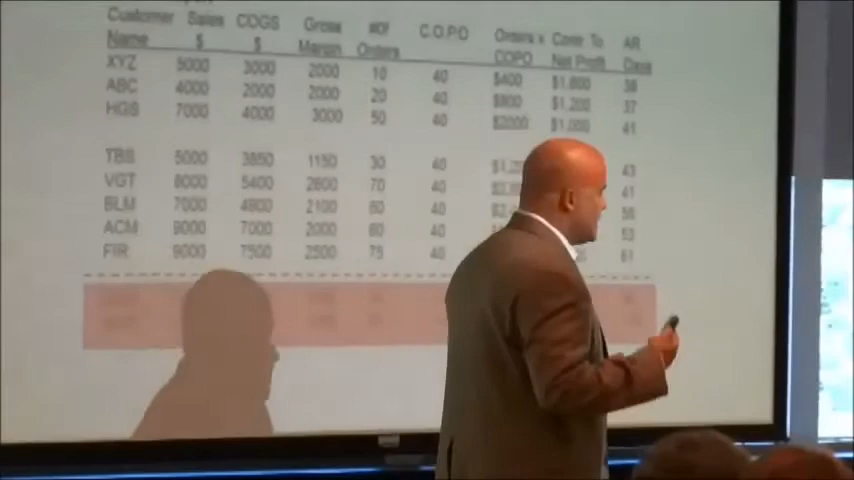 Customer Sales COGS Gross #Of C.O.P.O Orders x Contr To AR
Name $ $ Margin Orders COPO Net Profit Days
XYZ 5000 3000 2000 10 40 $400 $1,600 38
ABC 4000 2000 2000 20 40 $800 $1,200 37
HGS 7000 4000 3000 50 40 $2000 $1,000 41
TBS 5000 3850 1150 30 40 43
VGT 8000 5400 2600 70 40 41
BLM 7000 4900 2100 60 40 58
ACM 9000 7000 2000 60 40 53
FIR 9000 7500 2500 75 40 61